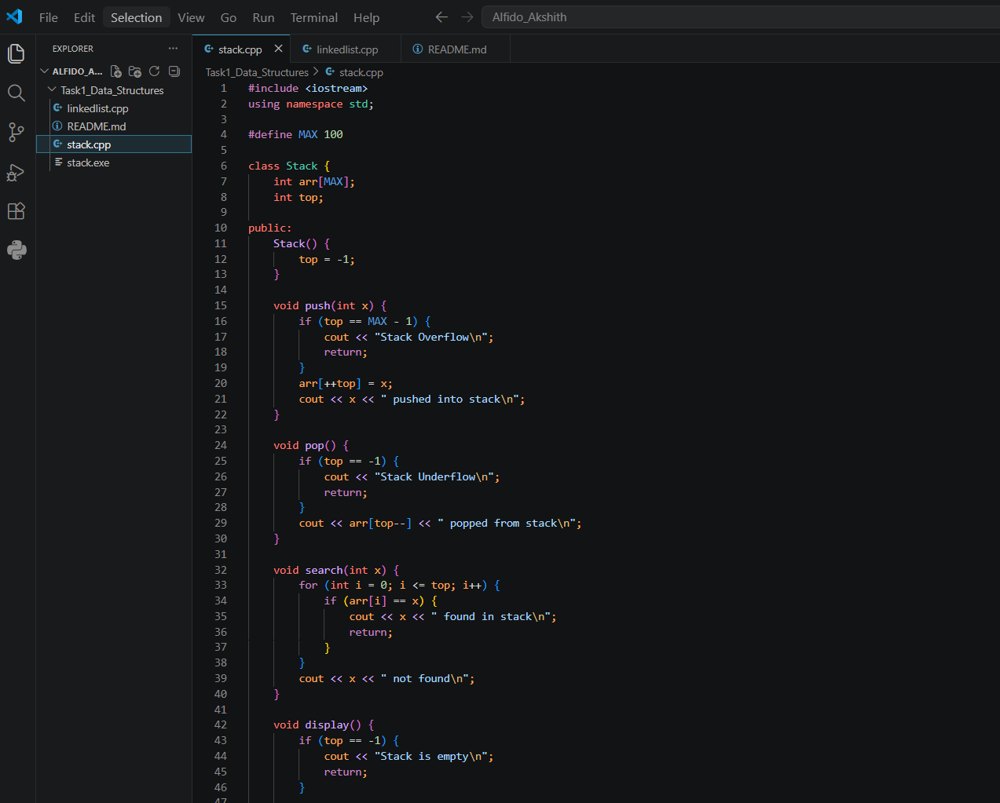 File Edit Selection View Go Run Terminal Help
Alfido_Akshith
EXPLORER
ALFIDO_A...
Task1_Data_Structures
linkedlist.cpp
README.md
stack.cpp
stack.exe
stack.cpp linkedlist.cpp README.md
Task1_Data_Structures > stack.cpp
1 #include <iostream>
2 using namespace std;
3
4 #define MAX 100
5
6 class Stack {
7     int arr[MAX];
8     int top;
9
10 public:
11     Stack() {
12         top = -1;
13     }
14
15     void push(int x) {
16         if (top == MAX - 1) {
17             cout << "Stack Overflow\n";
18             return;
19         }
20         arr[++top] = x;
21         cout << x << " pushed into stack\n";
22     }
23
24     void pop() {
25         if (top == -1) {
26             cout << "Stack Underflow\n";
27             return;
28         }
29         cout << arr[top--] << " popped from stack\n";
30     }
31
32     void search(int x) {
33         for (int i = 0; i <= top; i++) {
34             if (arr[i] == x) {
35                 cout << x << " found in stack\n";
36                 return;
37             }
38         }
39         cout << x << " not found\n";
40     }
41
42     void display() {
43         if (top == -1) {
44             cout << "Stack is empty\n";
45             return;
46         }
47